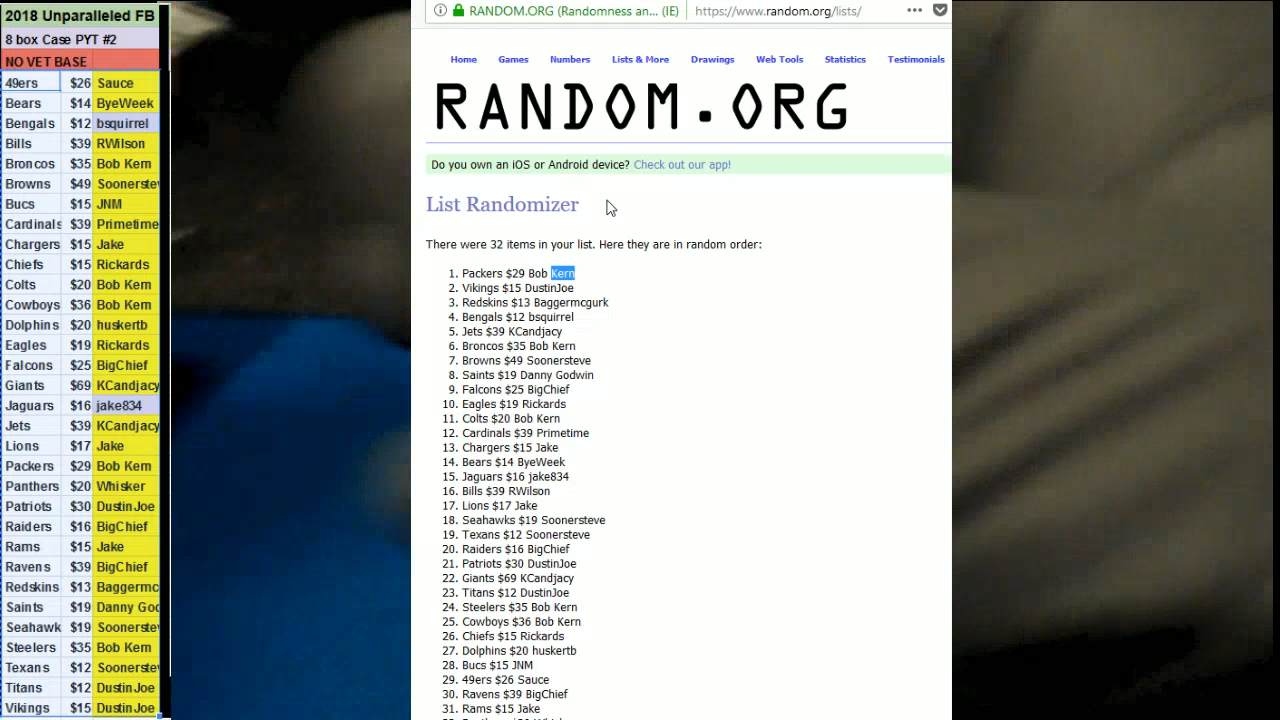 2018 Unparalleled FB
8 box Case PYT #2
NO VET BASE
49ers $26 Sauce
Bears $14 ByeWeek
Bengals $12 bsquirrel
Bills $39 RWilson
Broncos $35 Bob Kern
Browns $49 Soonerstev
Bucs $15 JNM
Cardinals $39 Primetime
Chargers $15 Jake
Chiefs $15 Rickards
Colts $20 Bob Kern
Cowboys $36 Bob Kern
Dolphins $20 huskertb
Eagles $19 Rickards
Falcons $25 BigChief
Giants $69 KCandjacy
Jaguars $16 jake834
Jets $39 KCandjacy
Lions $17 Jake
Packers $29 Bob Kern
Panthers $20 Whisker
Patriots $30 DustinJoe
Raiders $16 BigChief
Rams $15 Jake
Ravens $39 BigChief
Redskins $13 Baggermc
Saints $19 Danny God
Seahawk $19 Soonerstev
Steelers $35 Bob Kern
Texans $12 Soonerstev
Titans $12 DustinJoe
Vikings $15 DustinJoe
RANDOM.ORG (Randomness an... (IE) https://www.random.org/lists/
Home Games Numbers Lists & More Drawings Web Tools Statistics Testimonials
RANDOM.ORG
Do you own an iOS or Android device? Check out our app!
List Randomizer
There were 32 items in your list. Here they are in random order:
1. Packers $29 Bob Kern
2. Vikings $15 DustinJoe
3. Redskins $13 Baggermcgurk
4. Bengals $12 bsquirrel
5. Jets $39 KCandjacy
6. Broncos $35 Bob Kern
7. Browns $49 Soonersteve
8. Saints $19 Danny Godwin
9. Falcons $25 BigChief
10. Eagles $19 Rickards
11. Colts $20 Bob Kern
12. Cardinals $39 Primetime
13. Chargers $15 Jake
14. Bears $14 ByeWeek
15. Jaguars $16 jake834
16. Bills $39 RWilson
17. Lions $17 Jake
18. Seahawks $19 Soonersteve
19. Texans $12 Soonersteve
20. Raiders $16 BigChief
21. Patriots $30 DustinJoe
22. Giants $69 KCandjacy
23. Titans $12 DustinJoe
24. Steelers $35 Bob Kern
25. Cowboys $36 Bob Kern
26. Chiefs $15 Rickards
27. Dolphins $20 huskertb
28. Bucs $15 JNM
29. 49ers $26 Sauce
30. Ravens $39 BigChief
31. Rams $15 Jake